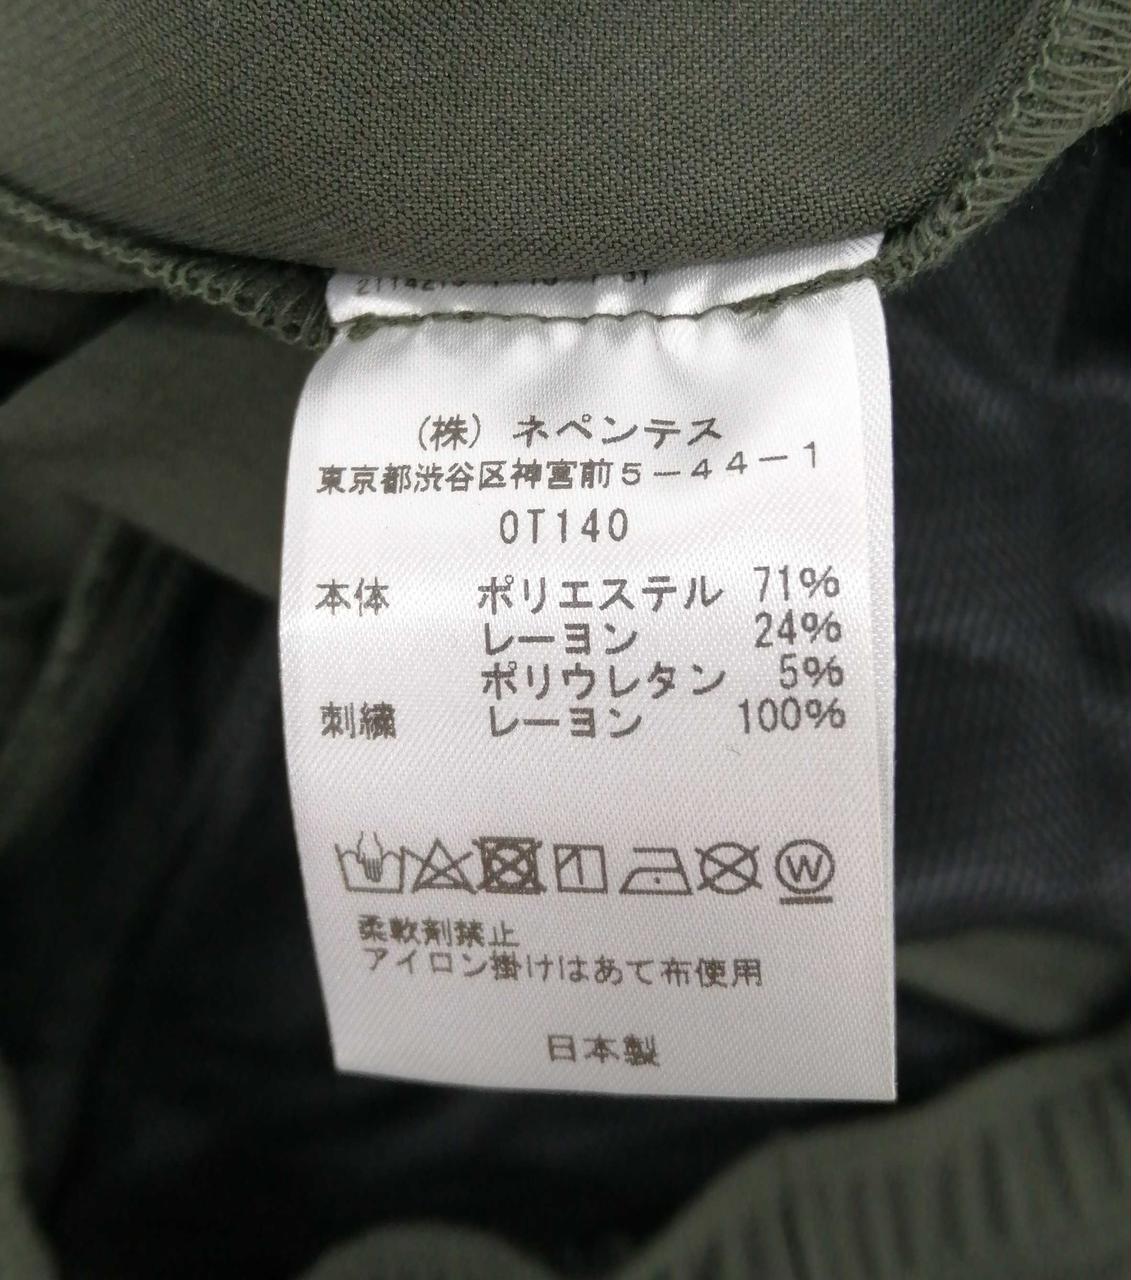 (株) ネペンテス
東京都渋谷区神宮前5-44-1
OT140
本体 ポリエステル 71%
レーヨン 24%
ポリウレタン 5%
刺繍 レーヨン 100%
W
柔軟剤禁止
アイロン掛けはあて布使用
日本製